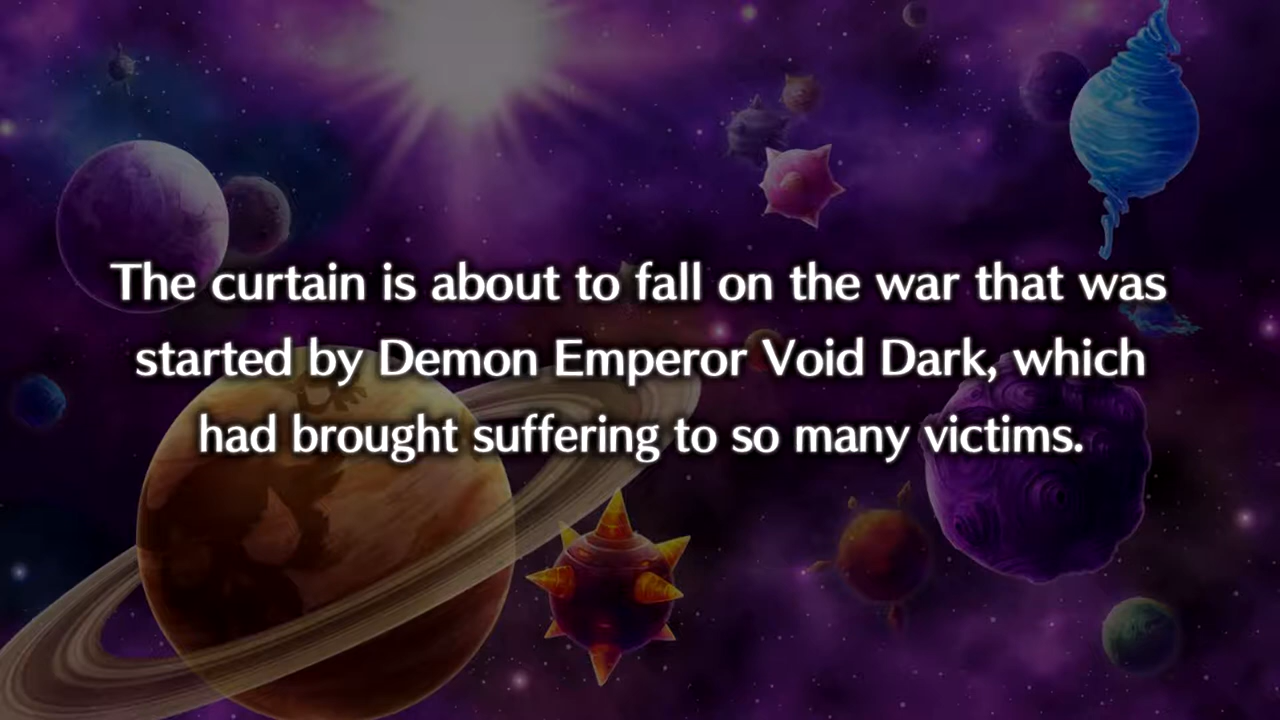 The curtain is about to fall on the war that was
started by Demon Emperor Void Dark, which
had brought suffering to so many victims.